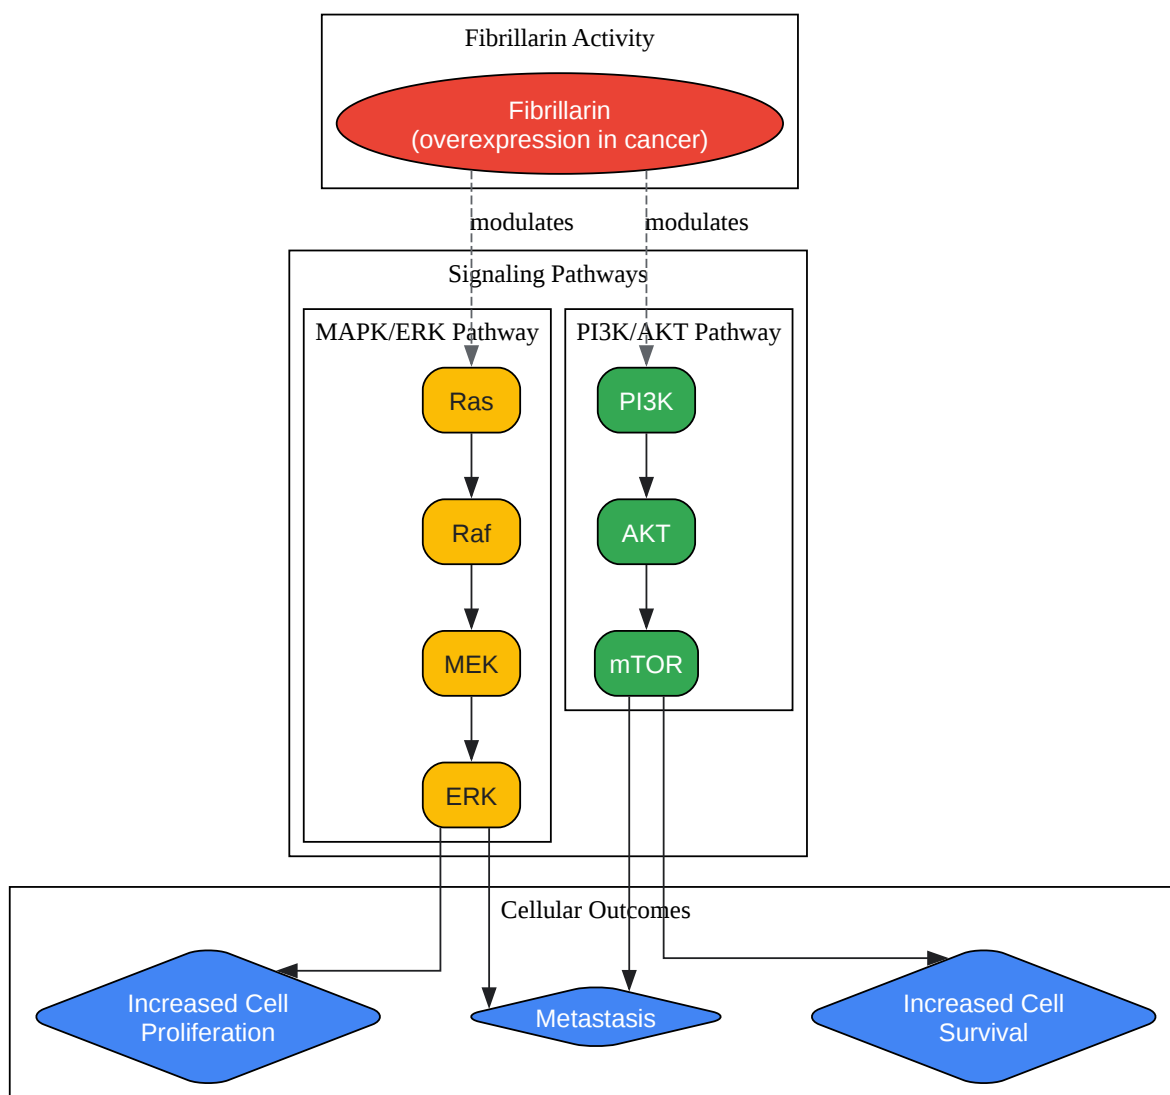 Fibrillarin Activity
Fibrillarin
(overexpression in cancer)
modulates
modulates
Signaling Pathways
MAPK/ERK Pathway
PI3K/AKT Pathway
Ras
PI3K
Raf
AKT
MEK
mTOR
ERK
Cellular Outcomes
Increased Cell
Proliferation
Metastasis
Increased Cell
Survival